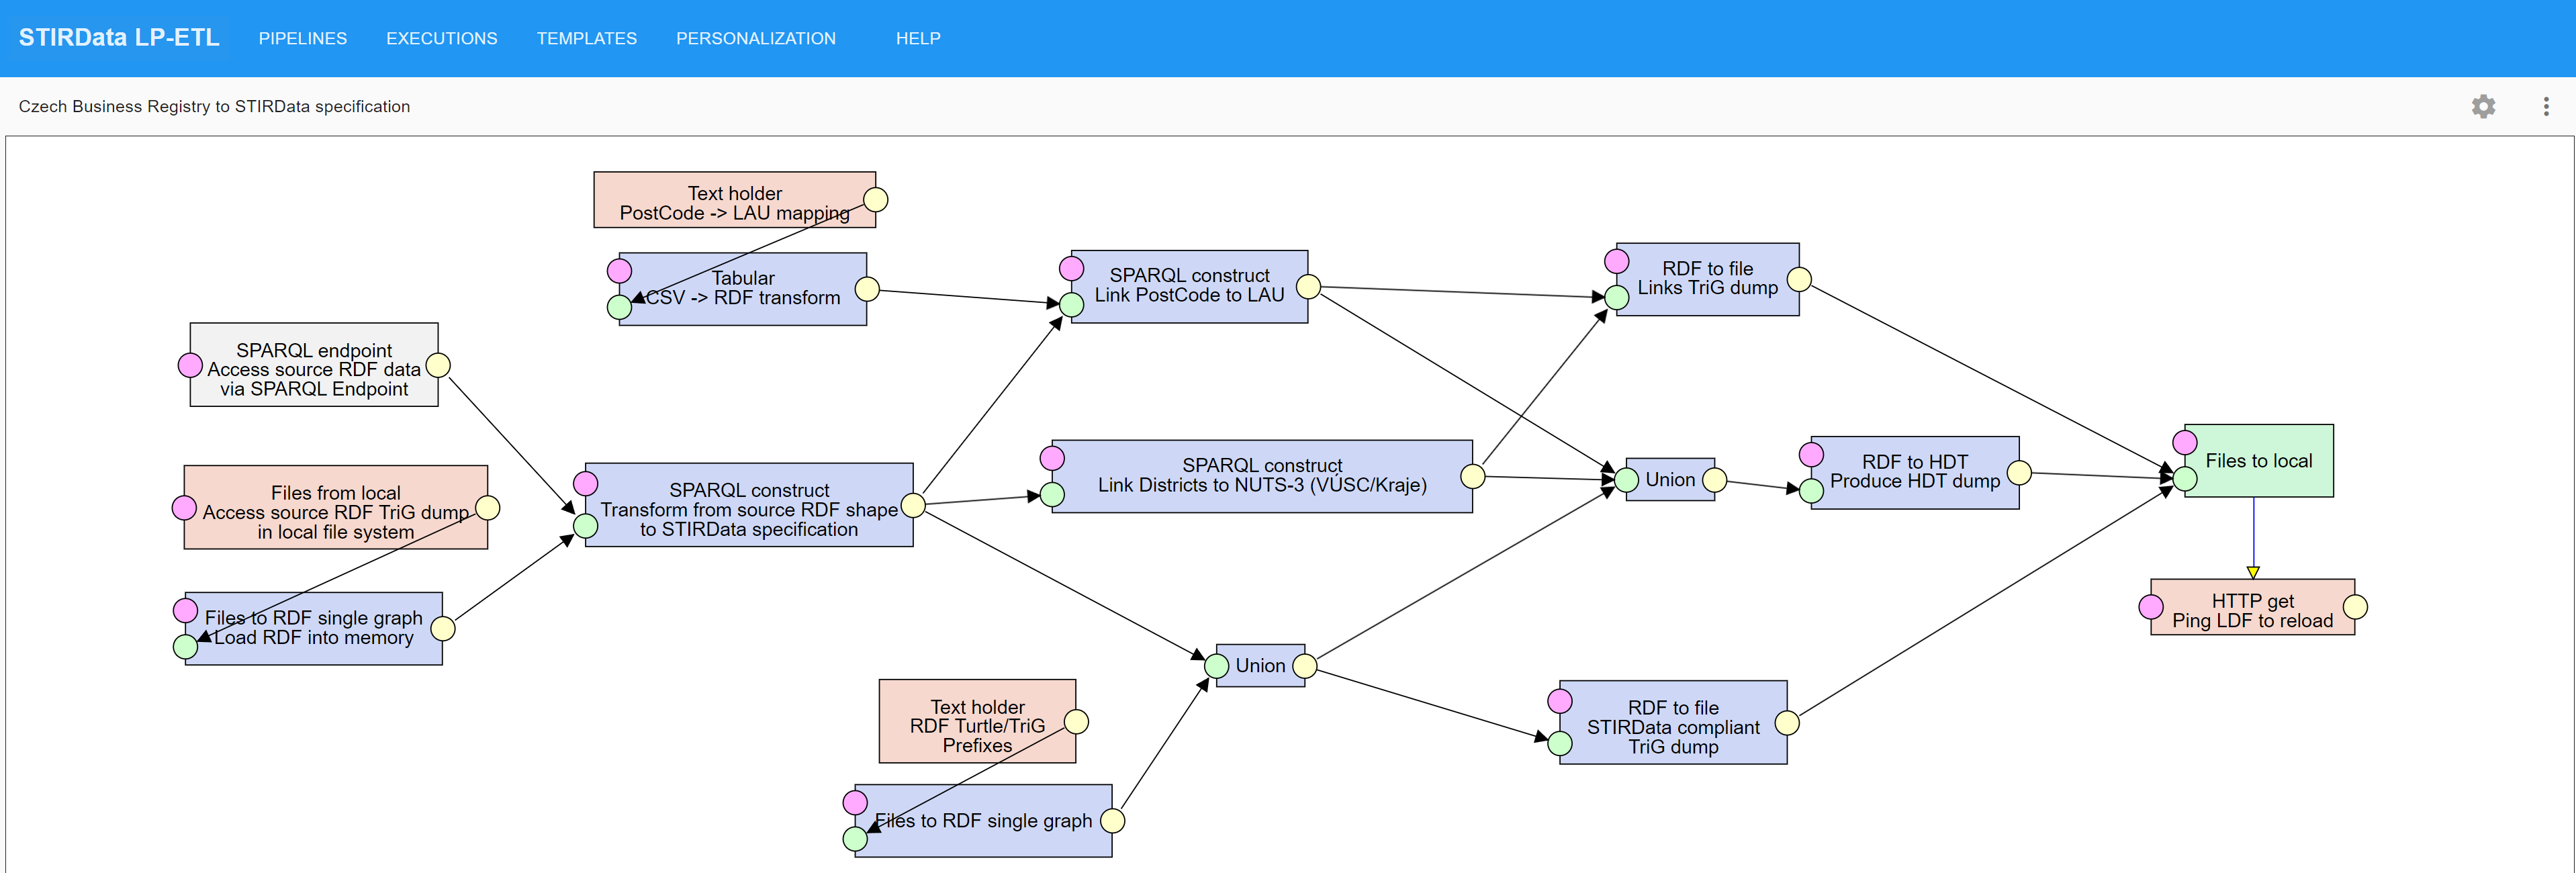 STIRData LP-ETL
PIPELINES
EXECUTIONS
TEMPLATES
PERSONALIZATION
HELP
Czech Business Registry to STIRData specification
Text holder
PostCode -> LAU mapping
Tabular
CSV -> RDF transform
SPARQL construct
Link PostCode to LAU
RDF to file
Links TriG dump
SPARQL endpoint
Access source RDF data
via SPARQL Endpoint
Files from local
Access source RDF TriG dump
in local file system
SPARQL construct
Transform from source RDF shape
to STIRData specification
SPARQL construct
Link Districts to NUTS-3 (VÚSC/Kraje)
Union
RDF to HDT
Produce HDT dump
Files to local
Files to RDF single graph
Load RDF into memory
HTTP get
Ping LDF to reload
Union
Text holder
RDF Turtle/TriG
Prefixes
RDF to file
STIRData compliant
TriG dump
Files to RDF single graph